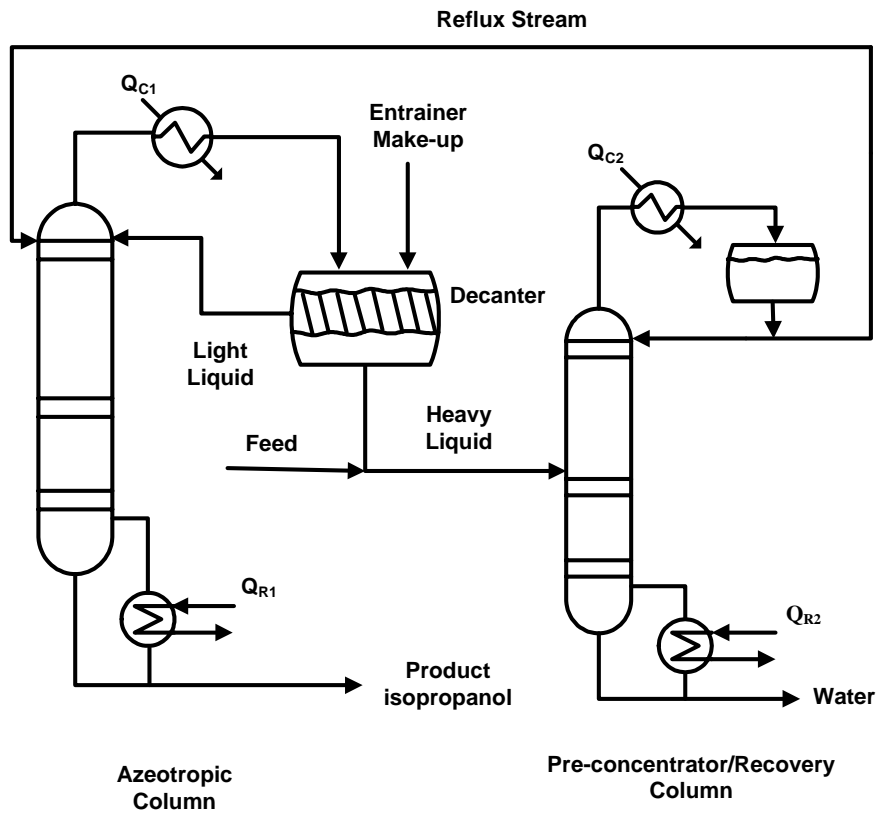 Reflux Stream
QC1
Entrainer
Make-up
QC2
Decanter
Light
Liquid
Heavy
Liquid
Feed
QR1
QR2
Product
isopropanol
Water
Azeotropic
Column
Pre-concentrator/Recovery
Column